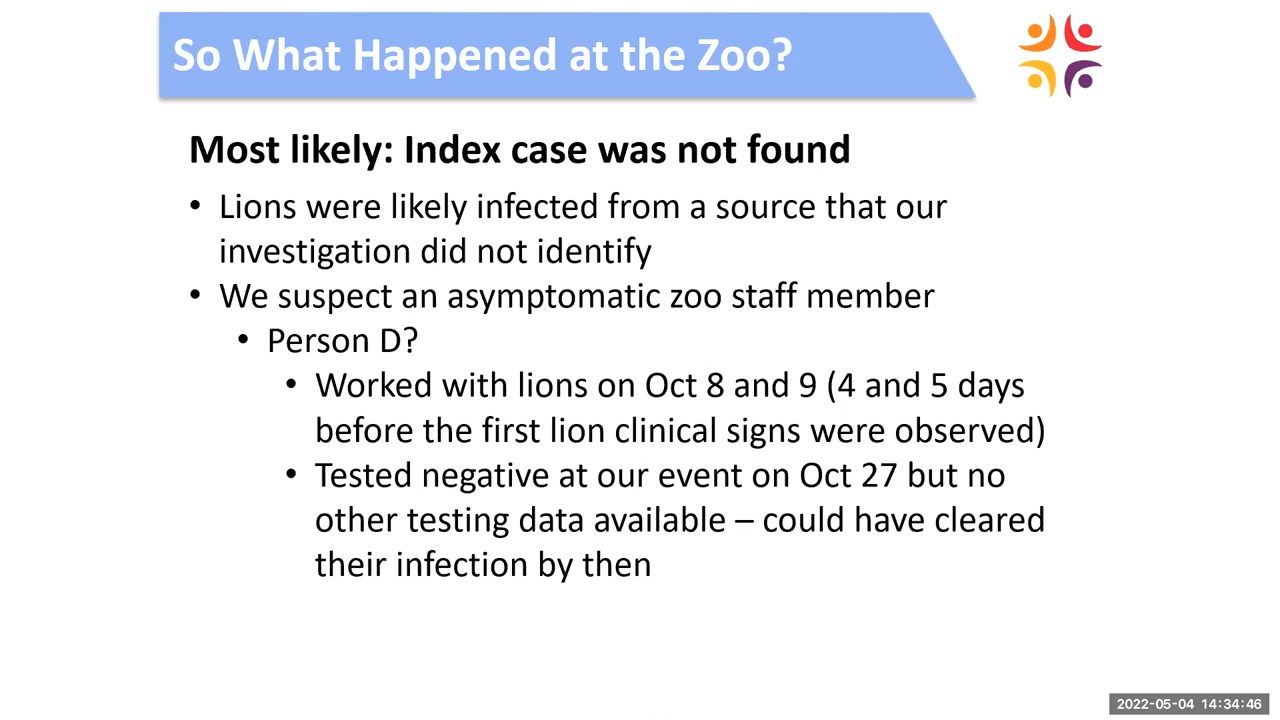 So What Happened at the Zoo?
Most likely: Index case was not found
• Lions were likely infected from a source that our
investigation did not identify
• We suspect an asymptomatic zoo staff member
• Person D?
• Worked with lions on Oct 8 and 9 (4 and 5 days
before the first lion clinical signs were observed)
• Tested negative at our event on Oct 27 but no
other testing data available – could have cleared
their infection by then
2022-05-04 14:34:46